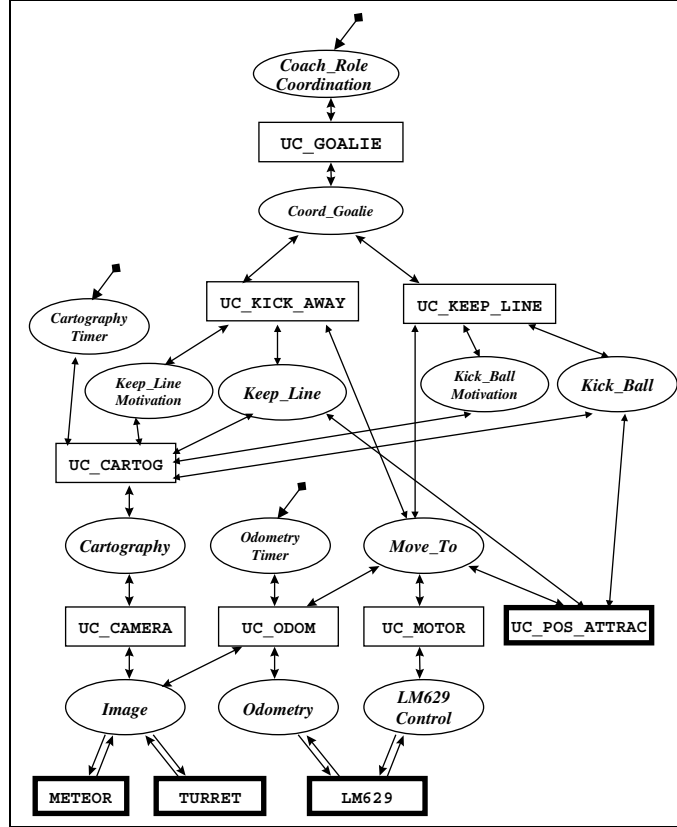 Coach_Role
Coordination
UC_GOALIE
Coord_Goalie
UC_KICK_AWAY
UC_KEEP_LINE
Cartography
Timer
Keep_Line
Motivation
Keep_Line
Kick_Ball
Motivation
Kick_Ball
UC_CARTOG
Cartography
Odometry
Timer
Move_To
UC_CAMERA
UC_ODOM
UC_MOTOR
UC_POS_ATTRAC
Image
Odometry
LM629
Control
METEOR
TURRET
LM629